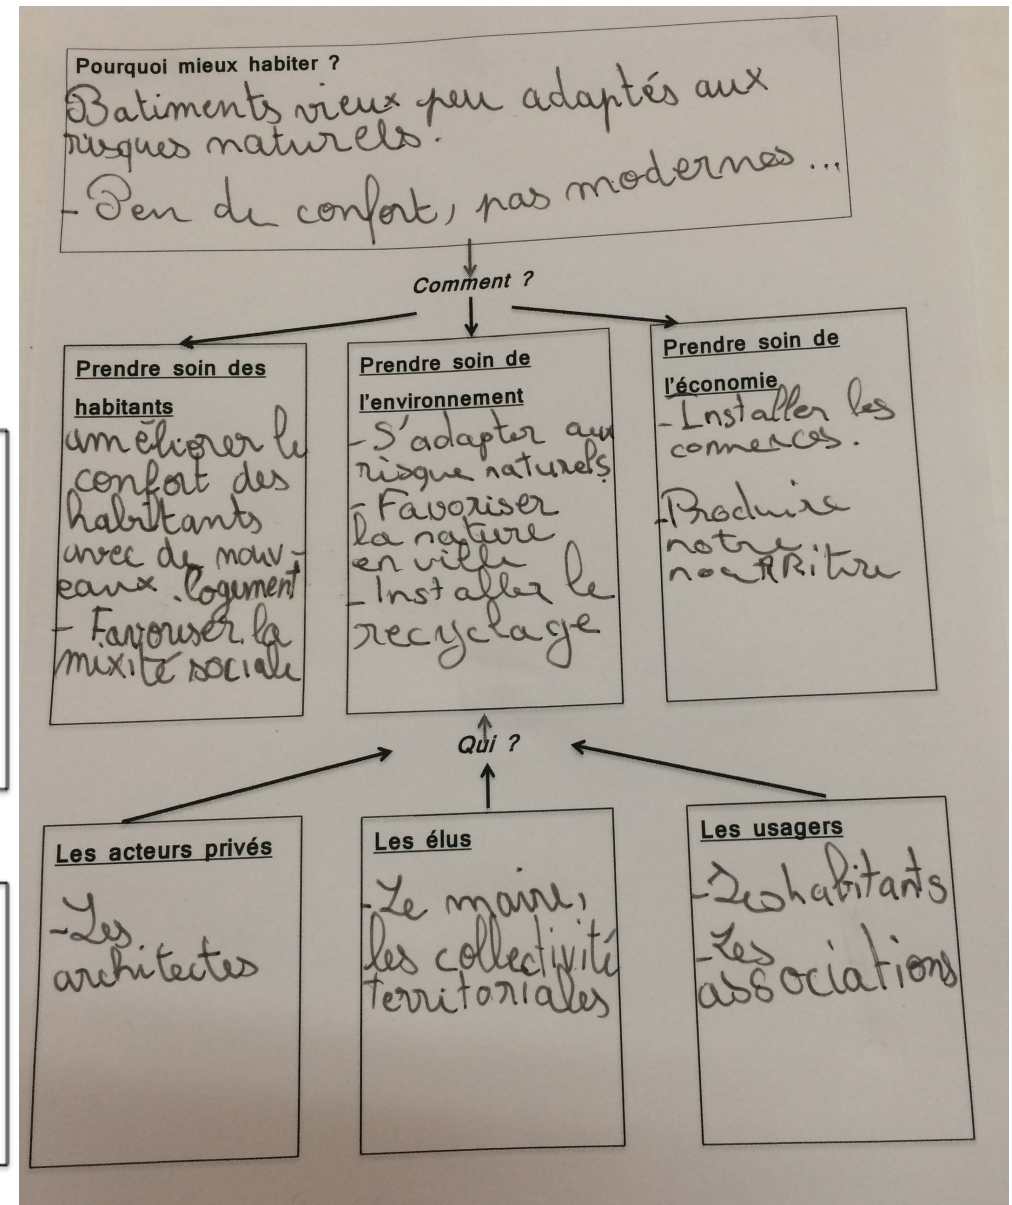 Pourquoi mieux habiter ?
Batiments vieux peu adaptés aux
risques naturels.
- Peu de confort, pas modernes...
Comment ?
Prendre soin des
habitants
améliorer le
confort des
habitants
avec de nouv-
eaux logement
- Favoriser la
mixité sociale
Prendre soin de
l'environnement
- S'adapter aux
risque naturels
- Favoriser
la nature
en ville
- Installer le
recyclage
Prendre soin de
l'économie
- Installer les
commerces.
- Produire
notre
nourRitture
Qui ?
Les acteurs privés
- Les
architectes
Les élus
- Le maire,
les collectivité
territoriales
Les usagers
- Les habitants
- Les
associations